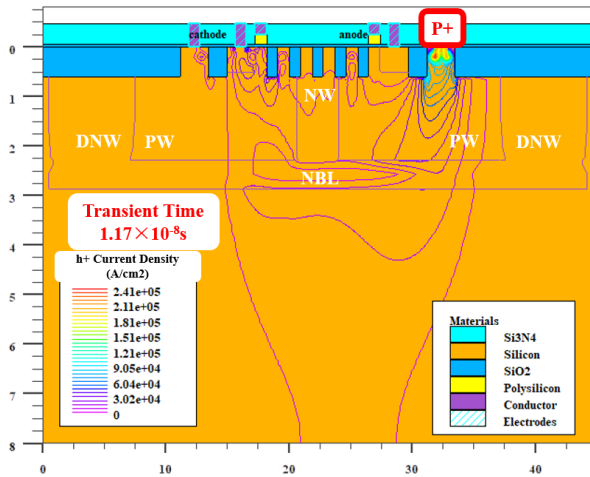 cathode
anode
P+
0
1
2
3
4
5
6
7
8
NW
DNW
PW
PW
DNW
NBL
Transient Time
1.17×10-8s
h+ Current Density
(A/cm2)
2.41e+05
2.11e+05
1.81e+05
1.51e+05
1.21e+05
9.05e+04
6.04e+04
3.02e+04
0
Materials
Si3N4
Silicon
SiO2
Polysilicon
Conductor
Electrodes
0
10
20
30
40